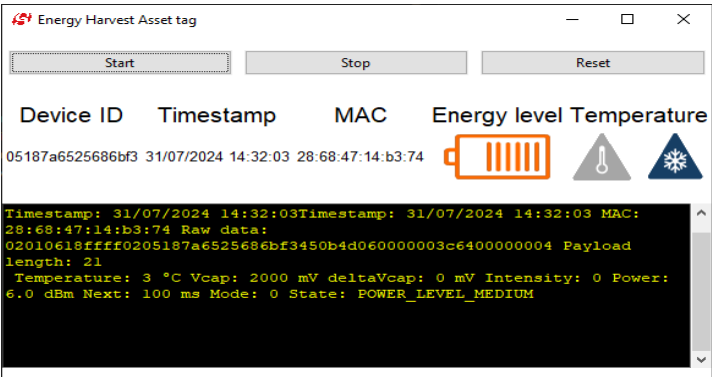 Energy Harvest Asset tag
Start Stop Reset
Device ID Timestamp MAC Energy level Temperature
05187a6525686bf3 31/07/2024 14:32:03 28:68:47:14:b3:74
Timestamp: 31/07/2024 14:32:03Timestamp: 31/07/2024 14:32:03 MAC:
28:68:47:14:b3:74 Raw data:
02010618ffff0205187a6525686bf3450b4d060000003c6400000004 Payload
length: 21
Temperature: 3 °C Vcap: 2000 mV deltaVcap: 0 mV Intensity: 0 Power:
6.0 dBm Next: 100 ms Mode: 0 State: POWER_LEVEL_MEDIUM